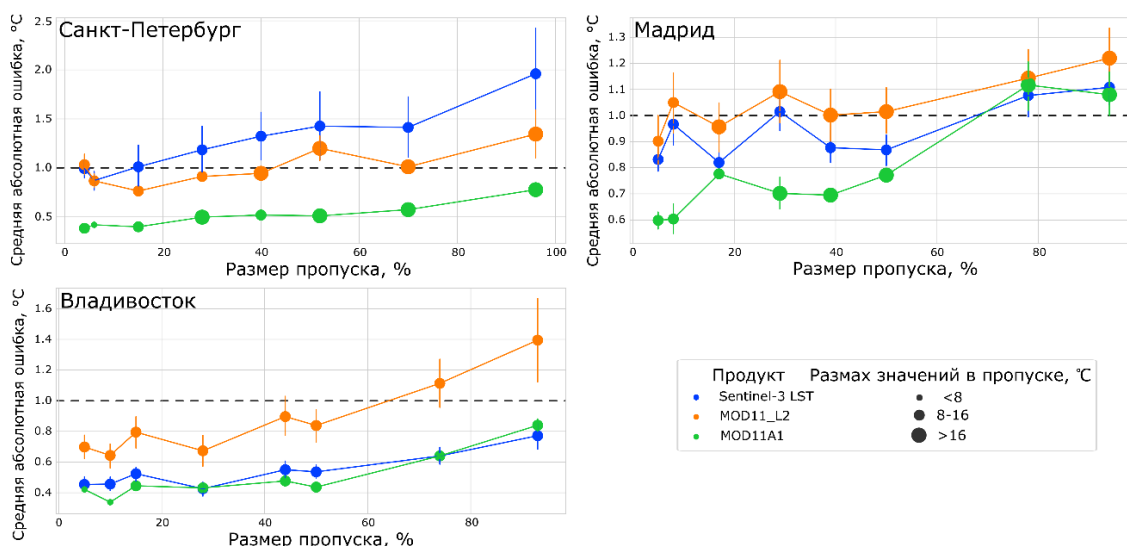 Санкт-Петербург
Средняя абсолютная ошибка, °C
2.5
2.0
1.5
1.0
0.5
0 20 40 60 80 100
Размер пропуска, %
Мадрид
Средняя абсолютная ошибка, °C
1.3
1.2
1.1
1.0
0.9
0.8
0.7
0.6
0 20 40 60 80
Размер пропуска, %
Владивосток
Средняя абсолютная ошибка, °C
1.6
1.4
1.2
1.0
0.8
0.6
0.4
0 20 40 60 80
Размер пропуска, %
Продукт Размах значений в пропуске, ℃
Sentinel-3 LST <8
MOD11_L2 8-16
MOD11A1 >16